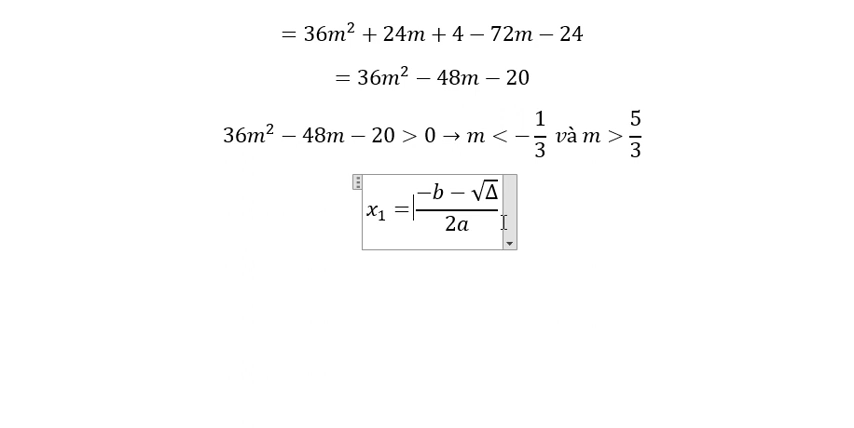 = 36m² + 24m + 4 − 72m − 24
= 36m² − 48m − 20
36m² − 48m − 20 > 0 → m < −1/3 và m > 5/3
x₁ = (−b − √Δ)/2a